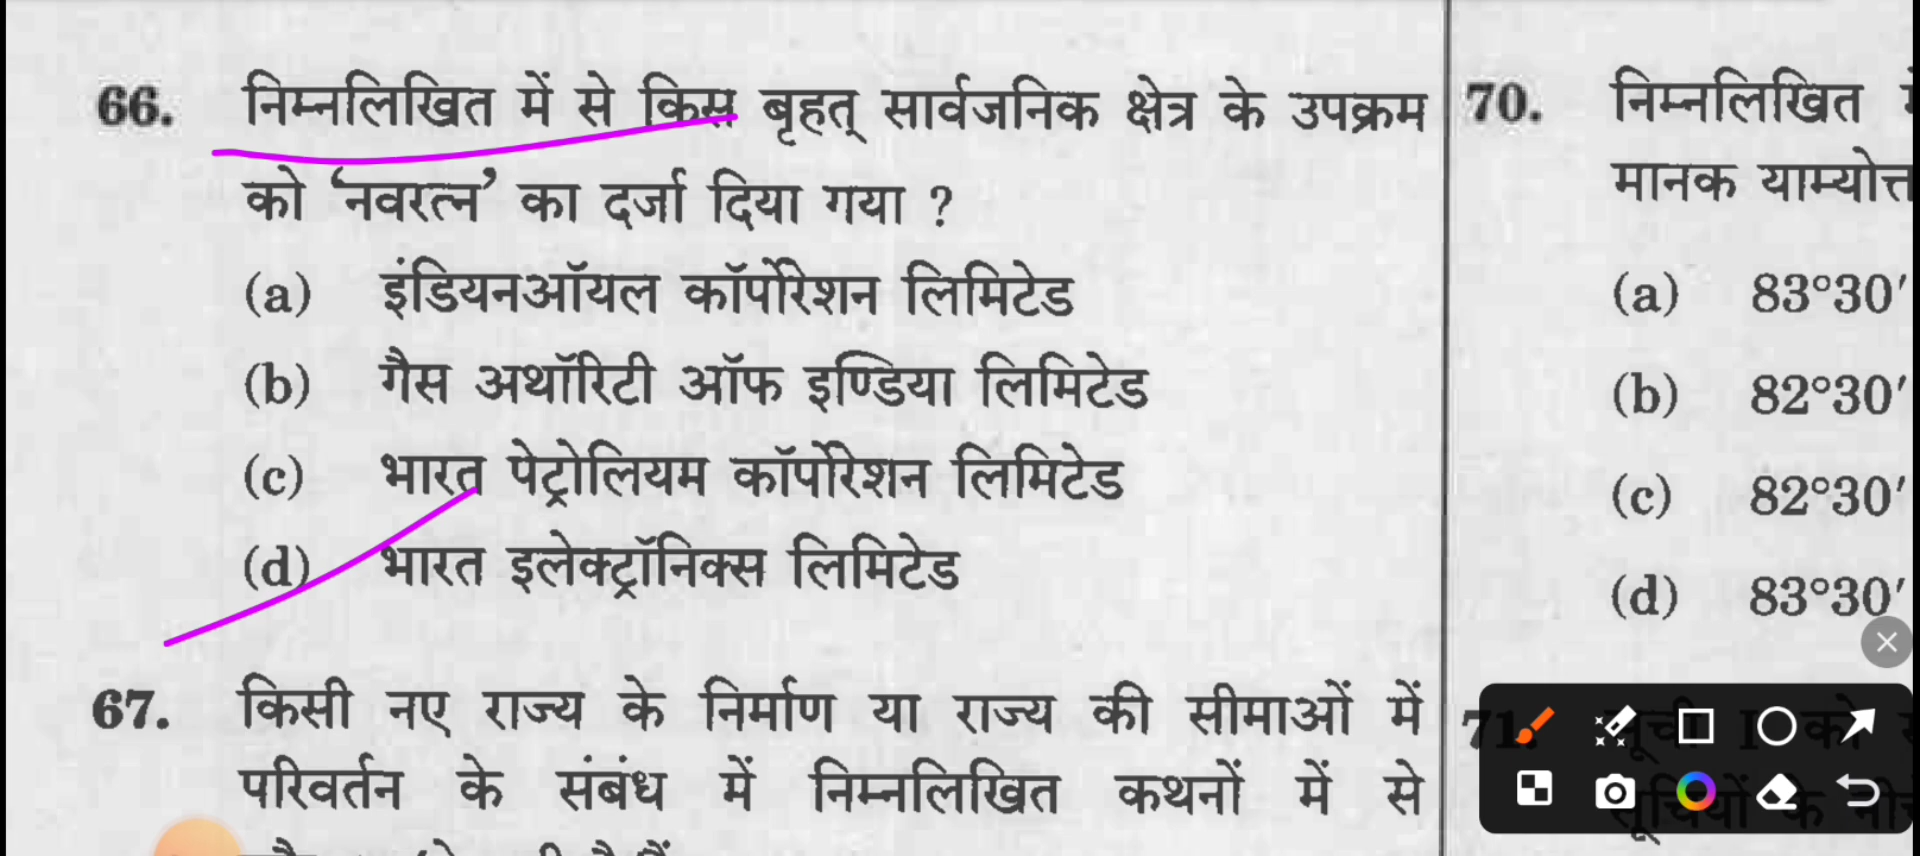 66. निम्नलिखित में से किस बृहत् सार्वजनिक क्षेत्र के उपक्रम
को ‘नवरत्न’ का दर्जा दिया गया ?
(a) इंडियनऑयल कॉर्पोरेशन लिमिटेड
(b) गैस अथॉरिटी ऑफ इण्डिया लिमिटेड
(c) भारत पेट्रोलियम कॉर्पोरेशन लिमिटेड
(d) भारत इलेक्ट्रॉनिक्स लिमिटेड
67. किसी नए राज्य के निर्माण या राज्य की सीमाओं में
परिवर्तन के संबंध में निम्नलिखित कथनों में से
70. निम्नलिखित
मानक
(a) 83°30′
(b) 82°30′
(c) 82°30′
(d) 83°30′
71. सूची I को
सूचियों के नीचे